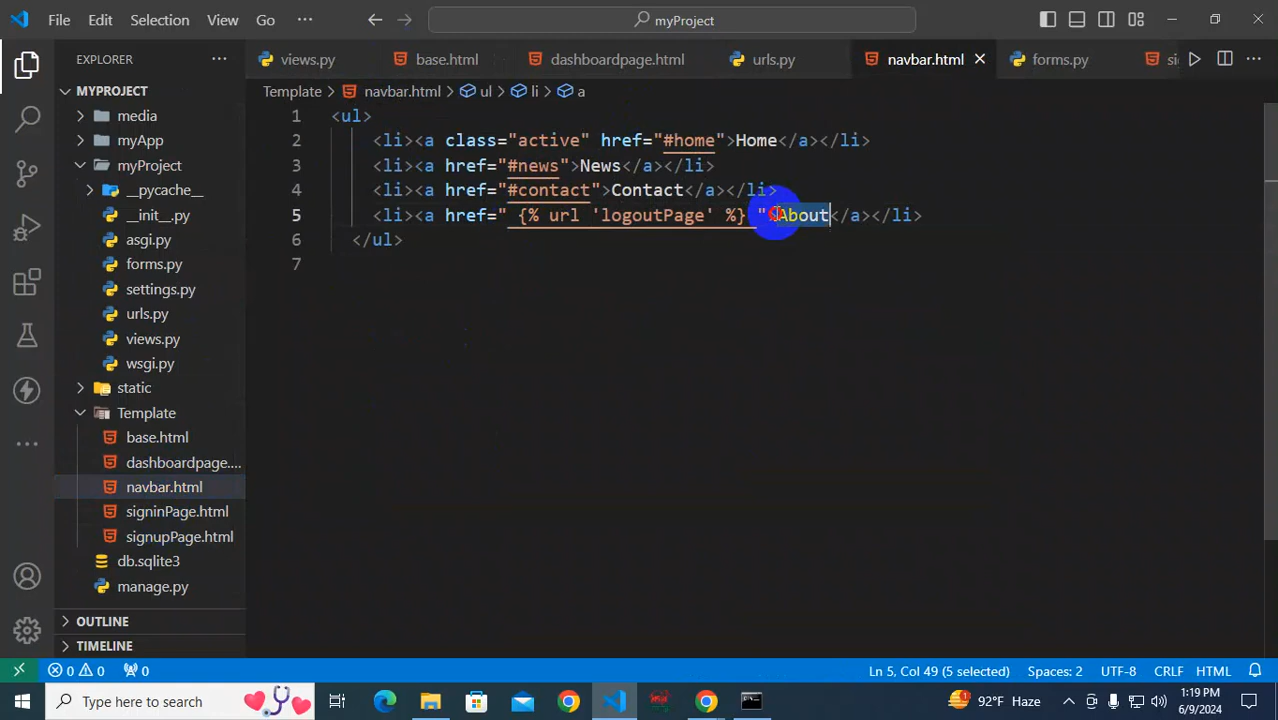 File Edit Selection View Go ··· myProject
EXPLORER ···
views.py base.html dashboardpage.html urls.py navbar.html forms.py
MYPROJECT
Template > navbar.html > ul > li > a
media
myApp
myProject
__pycache__
__init__.py
asgi.py
forms.py
settings.py
urls.py
views.py
wsgi.py
static
Template
base.html
dashboardpage....
navbar.html
signinPage.html
signupPage.html
db.sqlite3
manage.py
OUTLINE
TIMELINE
1 <ul>
2 <li><a class="active" href="#home">Home</a></li>
3 <li><a href="#news">News</a></li>
4 <li><a href="#contact">Contact</a></li>
5 <li><a href=" {% url 'logoutPage' %} ">About</a></li>
6 </ul>
7
0 0 0 Ln 5, Col 49 (5 selected) Spaces: 2 UTF-8 CRLF HTML
Type here to search 1 92°F Haze 1:19 PM
6/9/2024